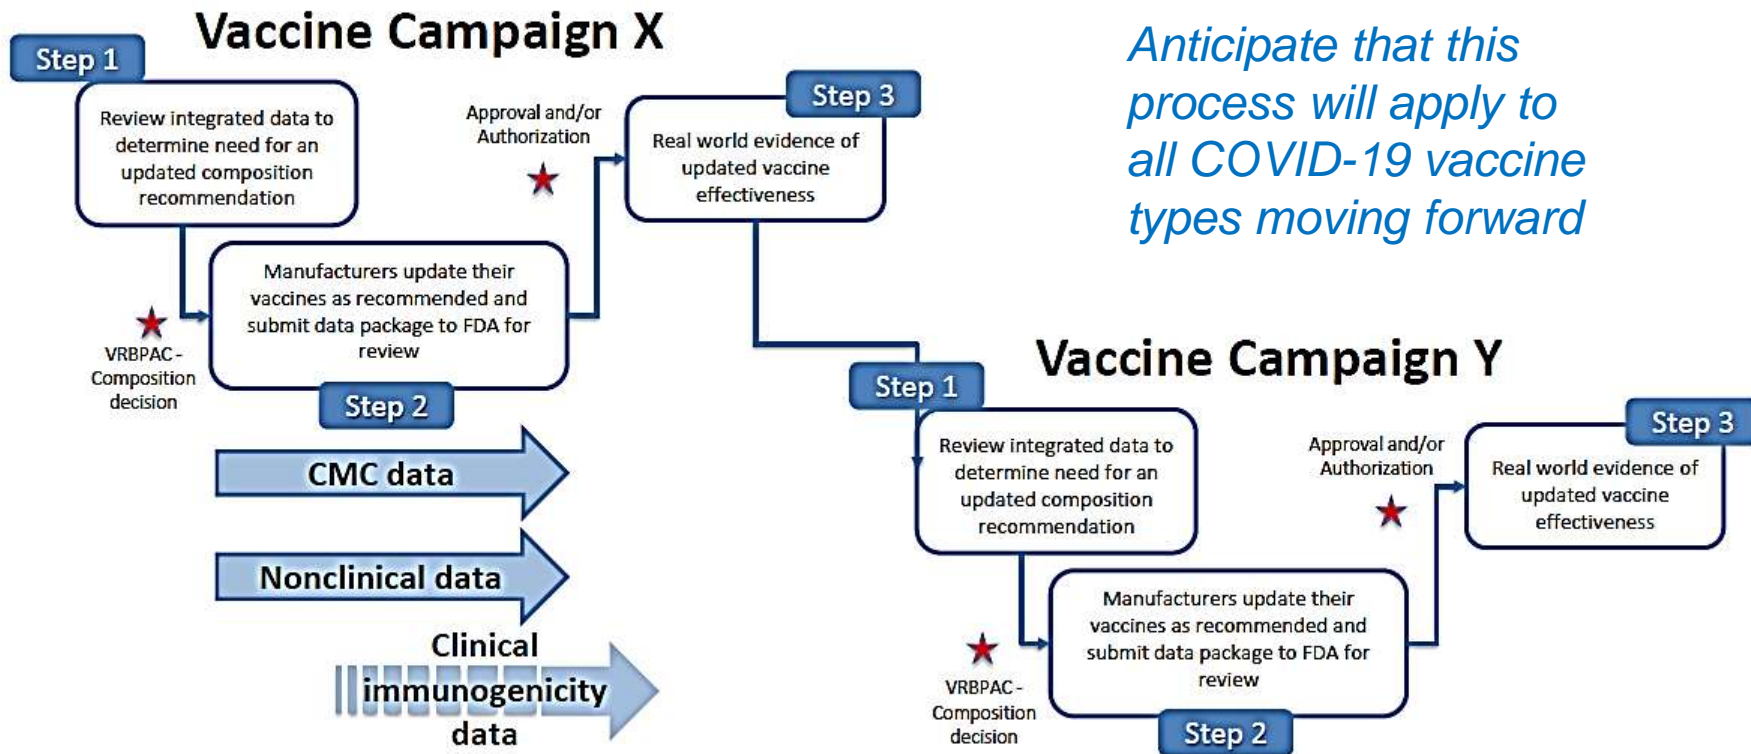 Vaccine Campaign X
Step 1
Review integrated data to
determine need for an
updated composition
recommendation
VRBPAC -
Composition
decision
Manufacturers update their
vaccines as recommended and
submit data package to FDA for
review
Step 2
Approval and/or
Authorization
Step 3
Real world evidence of
updated vaccine
effectiveness
CMC data
Nonclinical data
Clinical
immunogenicity
data
Anticipate that this
process will apply to
all COVID-19 vaccine
types moving forward
Vaccine Campaign Y
Step 1
Review integrated data to
determine need for an
updated composition
recommendation
VRBPAC -
Composition
decision
Manufacturers update their
vaccines as recommended and
submit data package to FDA for
review
Step 2
Approval and/or
Authorization
Step 3
Real world evidence of
updated vaccine
effectiveness